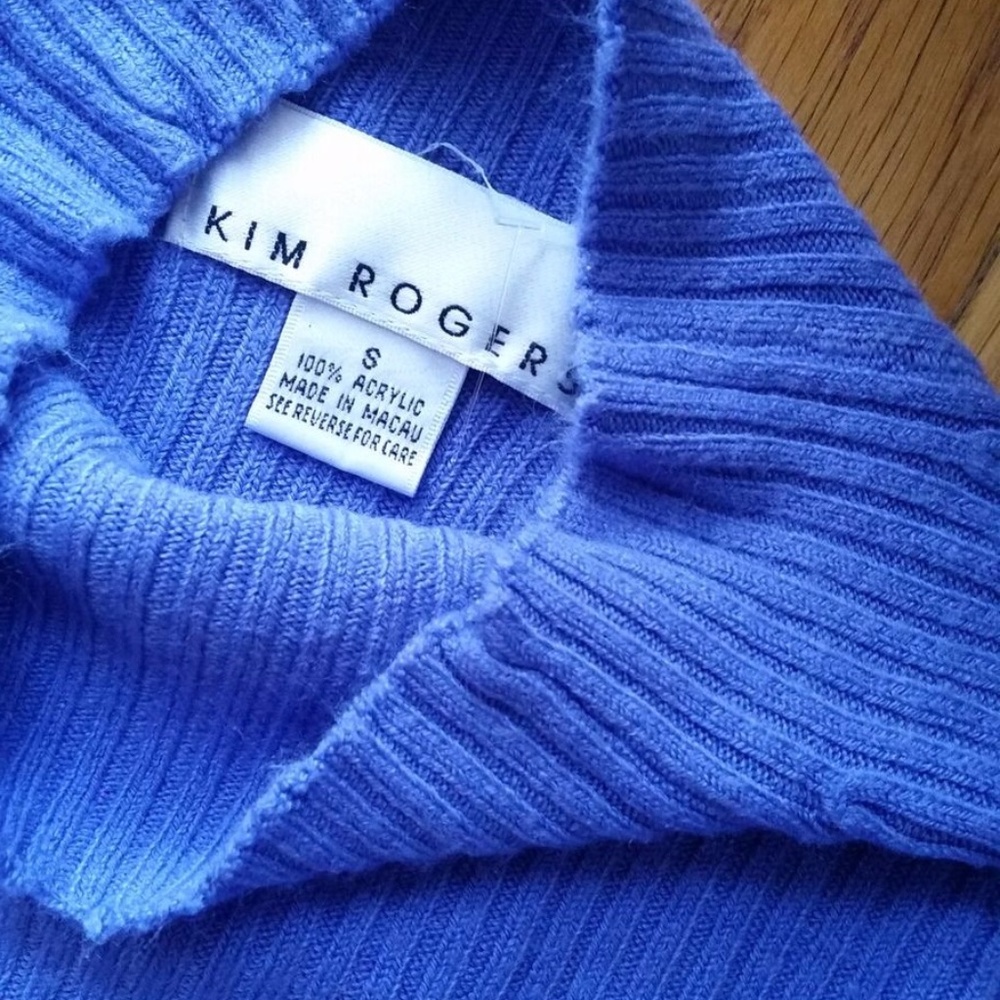 KIM ROGERS
S
100% ACRYLIC
MADE IN MACAU
SEE REVERSE FOR CARE